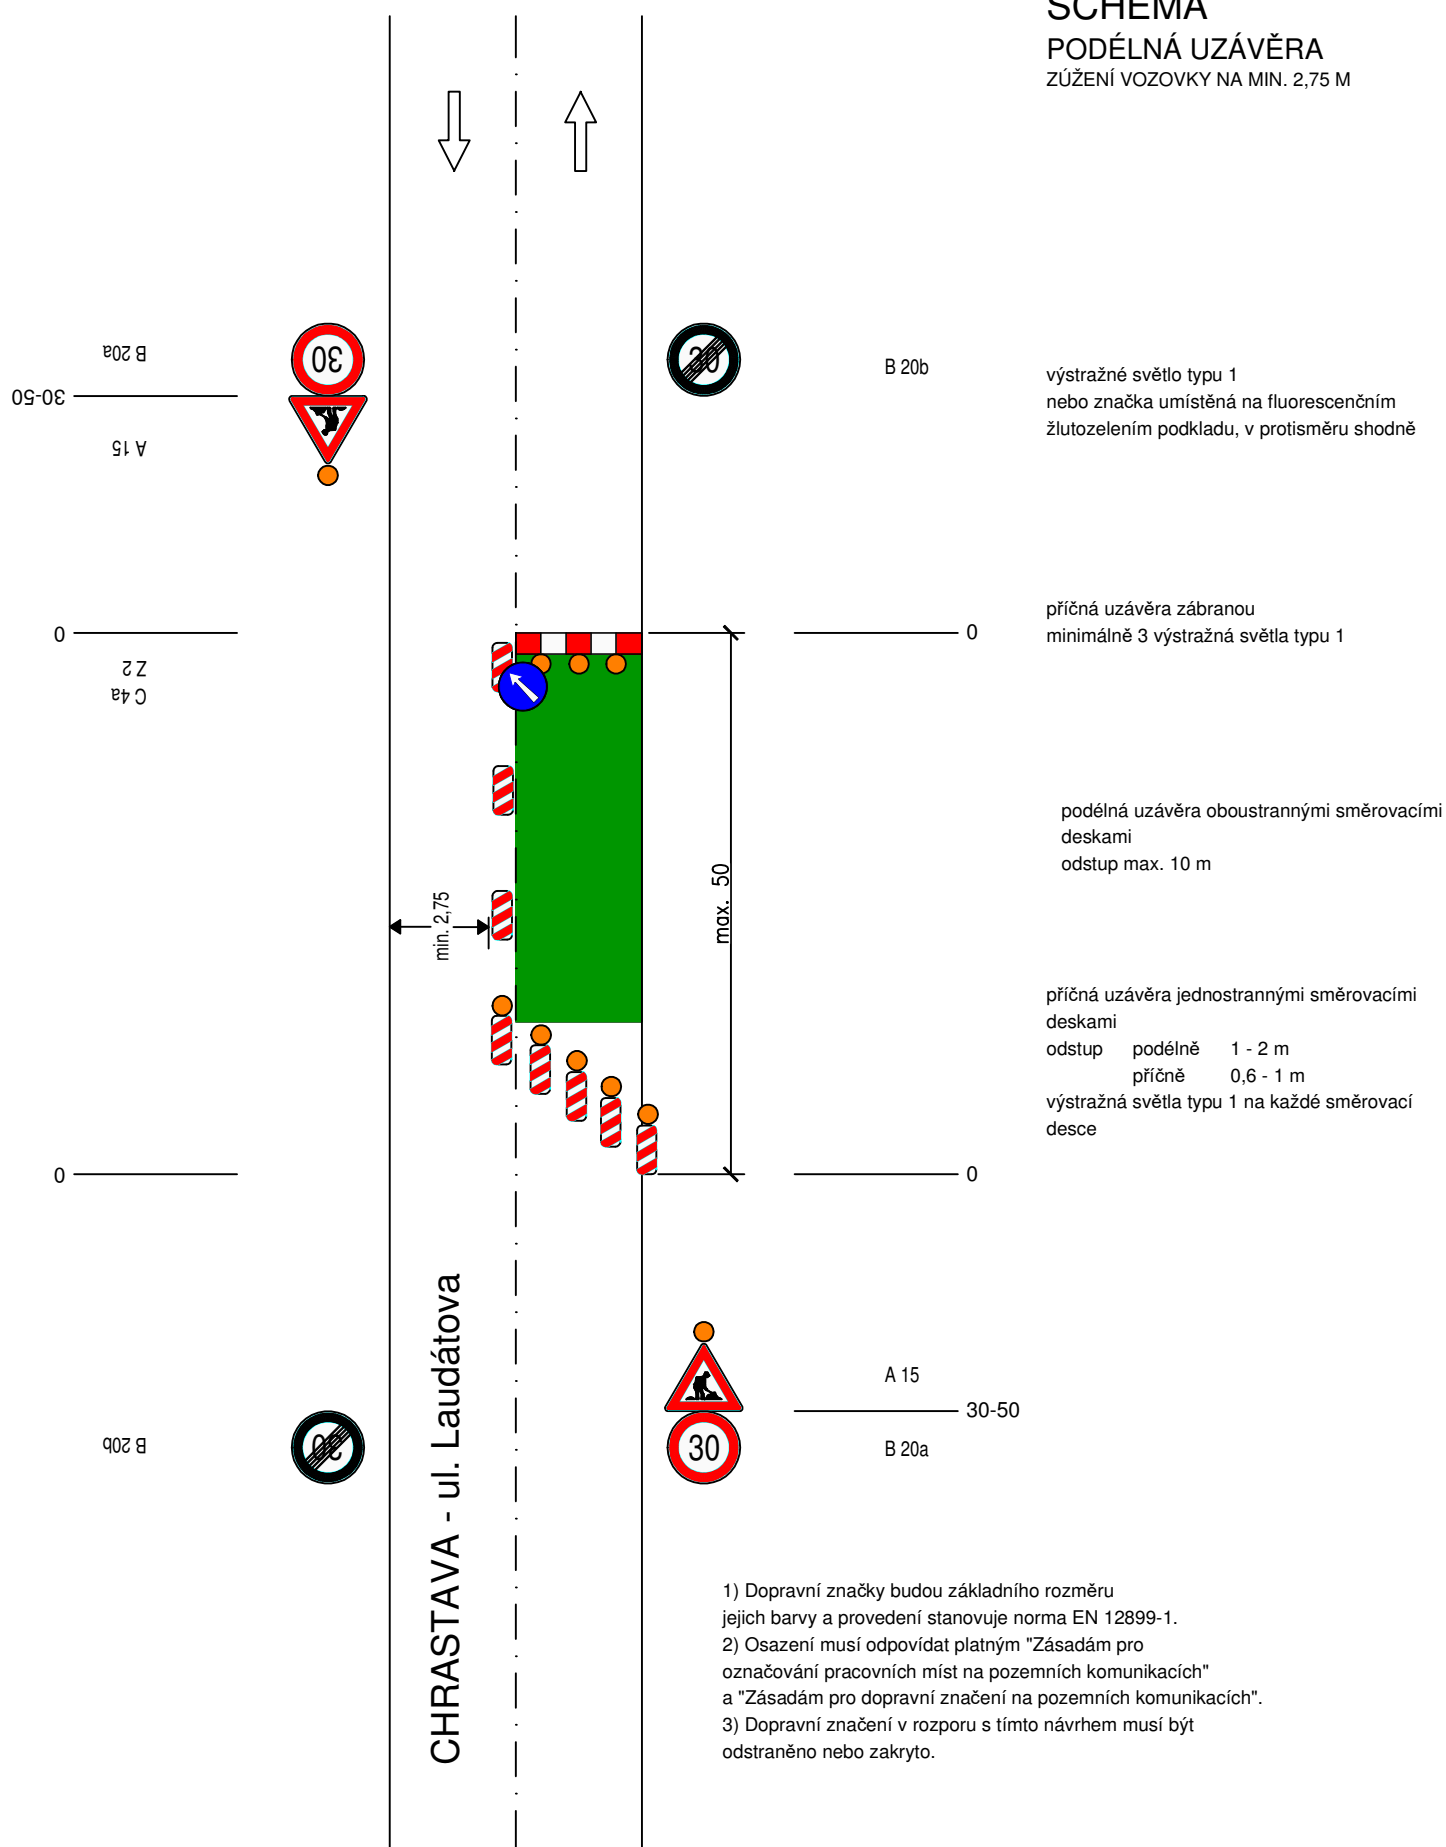 SCHÉMA
PODÉLNÁ UZÁVĚRA
ZÚŽENÍ VOZOVKY NA MIN. 2,75 M
B 20a
30-50
A 15
30
30
B 20b
výstražné světlo typu 1
nebo značka umístěná na fluorescenčním
žlutozelením podkladu, v protisměru shodně
0
Z 2
C 4a
0
příčná uzávěra zábranou
minimálně 3 výstražná světla typu 1
podélná uzávěra oboustrannými směrovacími
deskami
odstup max. 10 m
min. 2,75
max. 50
příčná uzávěra jednostrannými směrovacími
deskami
odstup podélně 1 - 2 m
příčně 0,6 - 1 m
výstražná světla typu 1 na každé směrovací
desce
0
0
CHRASTAVA - ul. Laudátova
A 15
30-50
B 20a
30
B 20b
30
1) Dopravní značky budou základního rozměru
jejich barvy a provedení stanovuje norma EN 12899-1.
2) Osazení musí odpovídat platným "Zásadám pro
označování pracovních míst na pozemních komunikacích"
a "Zásadám pro dopravní značení na pozemních komunikacích".
3) Dopravní značení v rozporu s tímto návrhem musí být
odstraněno nebo zakryto.